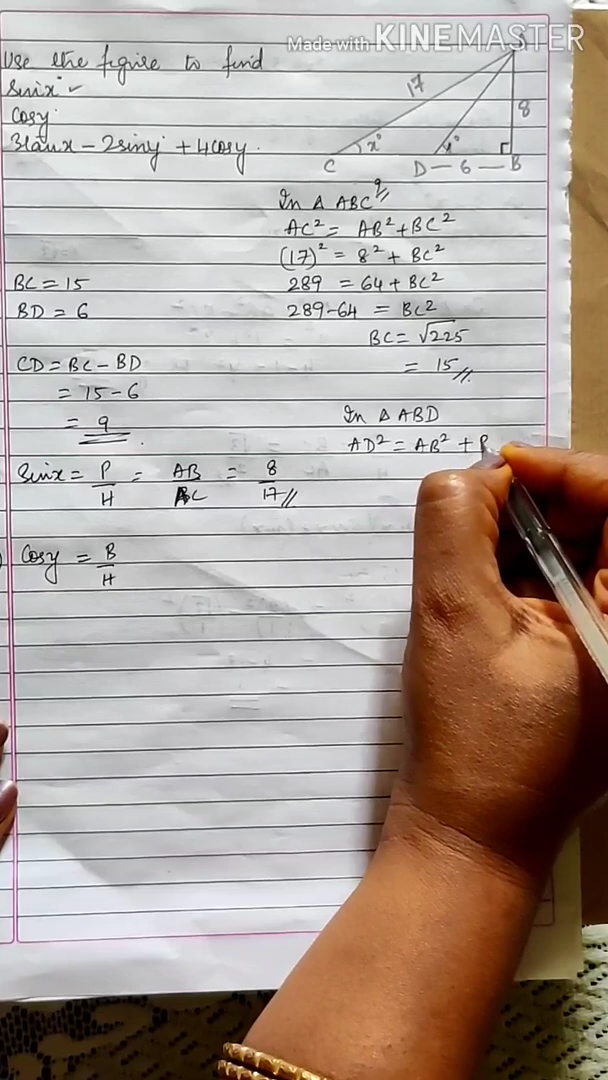 Made with KINEMASTER
Use the figure to find
sinx°
cosy°
3tanx - 2siny + 4cosy.
17
8
x°
y°
C D - 6 - B
In Δ ABC
AC² = AB² + BC²
(17)² = 8² + BC²
289 = 64 + BC²
289-64 = BC²
BC = √225
= 15//
BC = 15
BD = 6
CD = BC - BD
= 15 - 6
= 9
In Δ ABD
AD² = AB² +
Sinx = P/H = AB/AC = 8/17//
Cosy = B/H